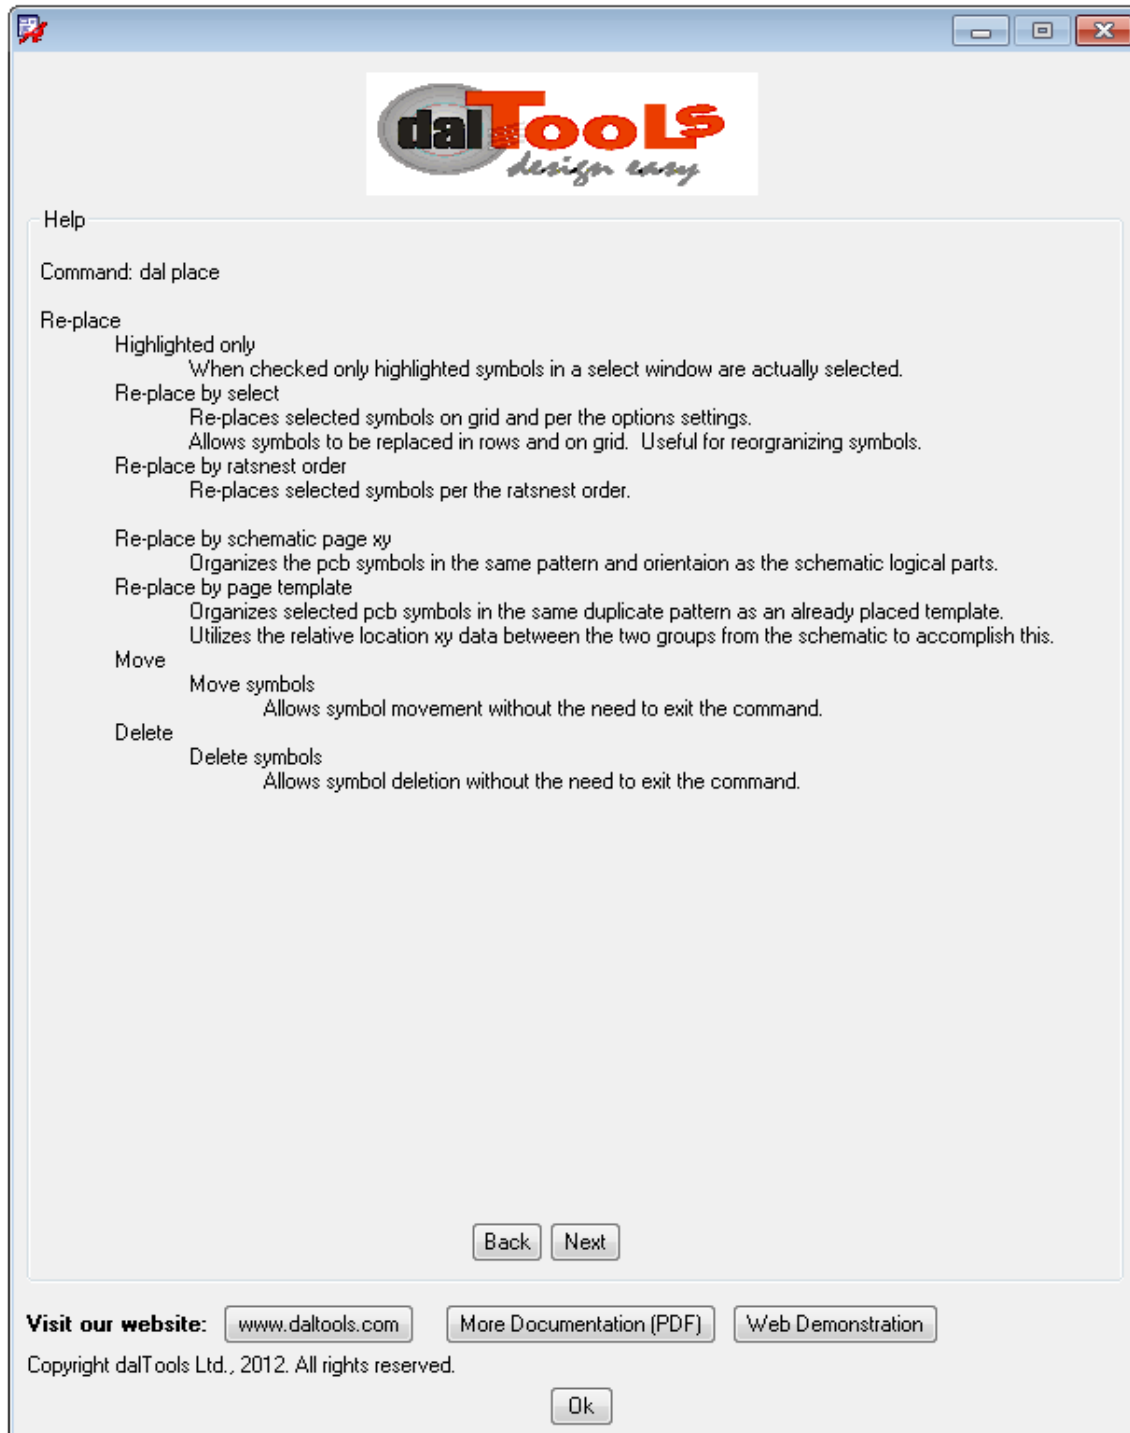 dalTooLS
design easy
Help
Command: dal place
Re-place
Highlighted only
When checked only highlighted symbols in a select window are actually selected.
Re-place by select
Re-places selected symbols on grid and per the options settings.
Allows symbols to be replaced in rows and on grid.  Useful for reorgranizing symbols.
Re-place by ratsnest order
Re-places selected symbols per the ratsnest order.
Re-place by schematic page xy
Organizes the pcb symbols in the same pattern and orientaion as the schematic logical parts.
Re-place by page template
Organizes selected pcb symbols in the same duplicate pattern as an already placed template.
Utilizes the relative location xy data between the two groups from the schematic to accomplish this.
Move
Move symbols
Allows symbol movement without the need to exit the command.
Delete
Delete symbols
Allows symbol deletion without the need to exit the command.
Back Next
Visit our website: www.daltools.com More Documentation (PDF) Web Demonstration
Copyright dalTools Ltd., 2012. All rights reserved.
Ok